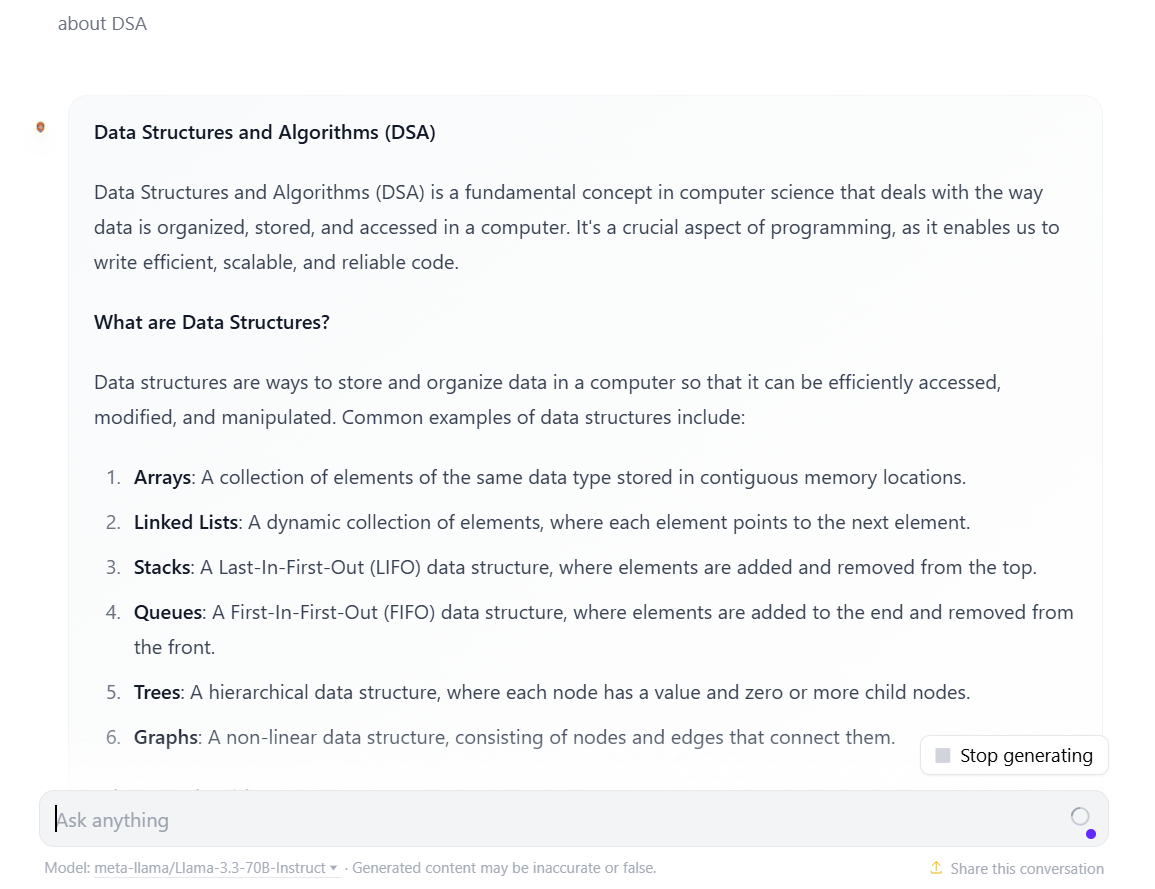 about DSA
Data Structures and Algorithms (DSA)
Data Structures and Algorithms (DSA) is a fundamental concept in computer science that deals with the way
data is organized, stored, and accessed in a computer. It's a crucial aspect of programming, as it enables us to
write efficient, scalable, and reliable code.
What are Data Structures?
Data structures are ways to store and organize data in a computer so that it can be efficiently accessed,
modified, and manipulated. Common examples of data structures include:
1. Arrays: A collection of elements of the same data type stored in contiguous memory locations.
2. Linked Lists: A dynamic collection of elements, where each element points to the next element.
3. Stacks: A Last-In-First-Out (LIFO) data structure, where elements are added and removed from the top.
4. Queues: A First-In-First-Out (FIFO) data structure, where elements are added to the end and removed from
the front.
5. Trees: A hierarchical data structure, where each node has a value and zero or more child nodes.
6. Graphs: A non-linear data structure, consisting of nodes and edges that connect them.
Stop generating
Ask anything
Model: meta-llama/Llama-3.3-70B-Instruct · Generated content may be inaccurate or false.
Share this conversation